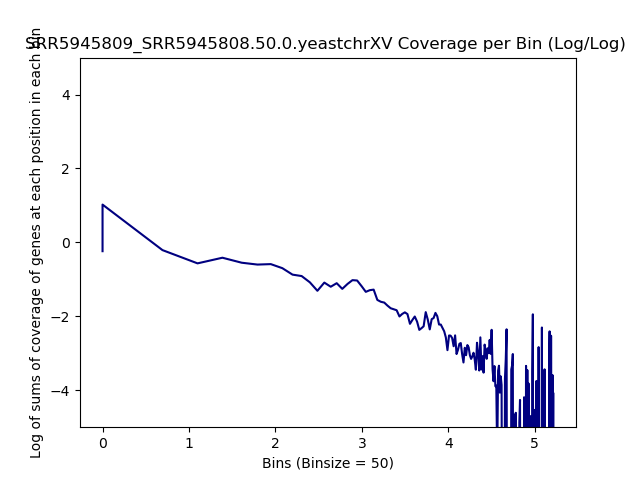 SRR5945809_SRR5945808.50.0.yeastchrXV Coverage per Bin (Log/Log)
Log of sums of coverage of genes at each position in each bin
4
2
0
−2
−4
0 1 2 3 4 5
Bins (Binsize = 50)